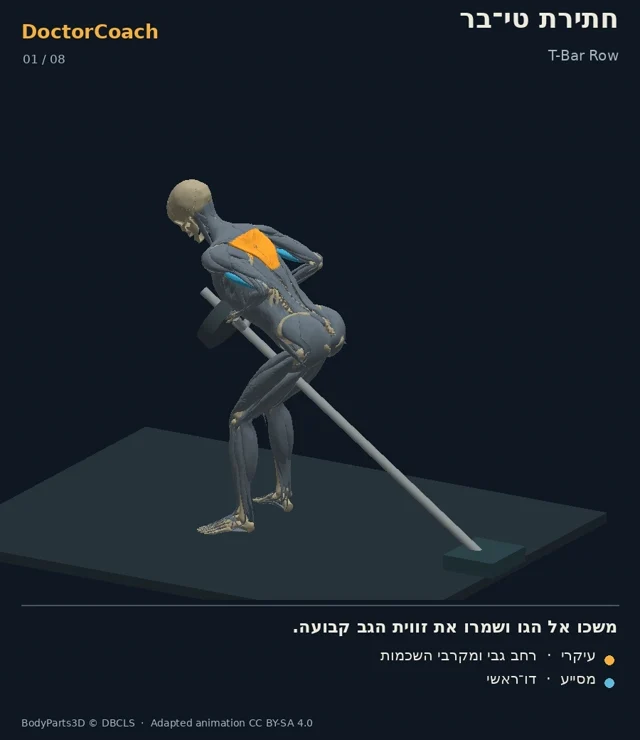 DoctorCoach
חתירת טי־בר
01 / 08
T-Bar Row
משכו אל הגו ושמרו את זווית הגב קבועה.
עיקרי · רחב גבי ומקרבי השכמות
מסייע · דו־ראשי
BodyParts3D © DBCLS · Adapted animation CC BY-SA 4.0